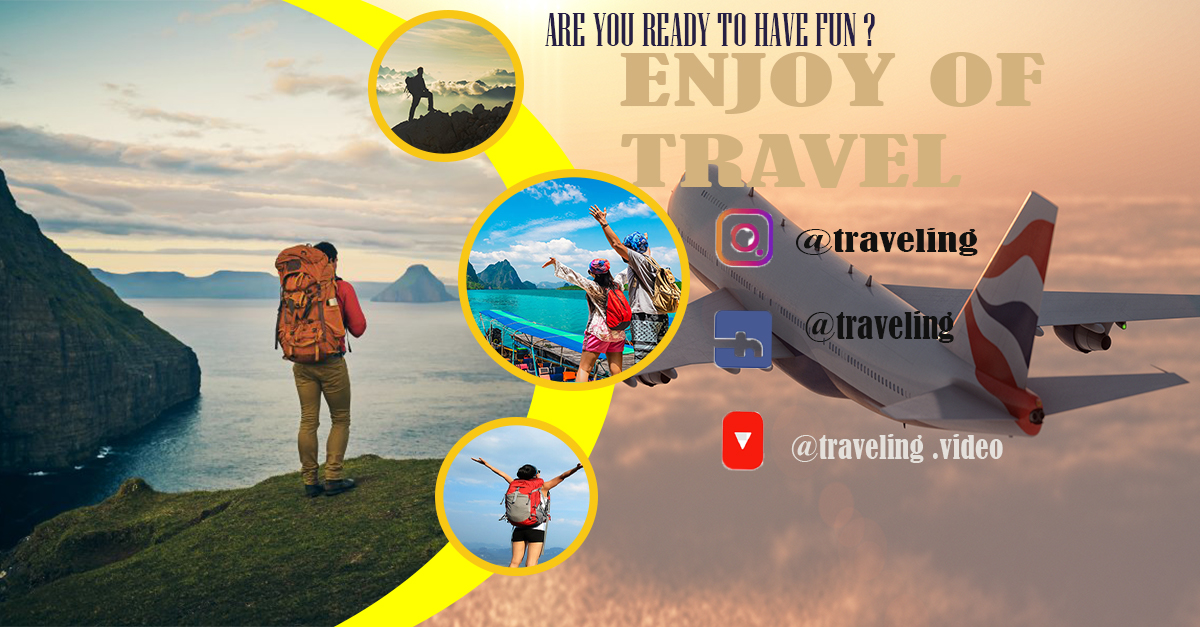 ARE YOU READY TO HAVE FUN ?
ENJOY OF
TRAVEL
@traveling
@traveling
@traveling .video